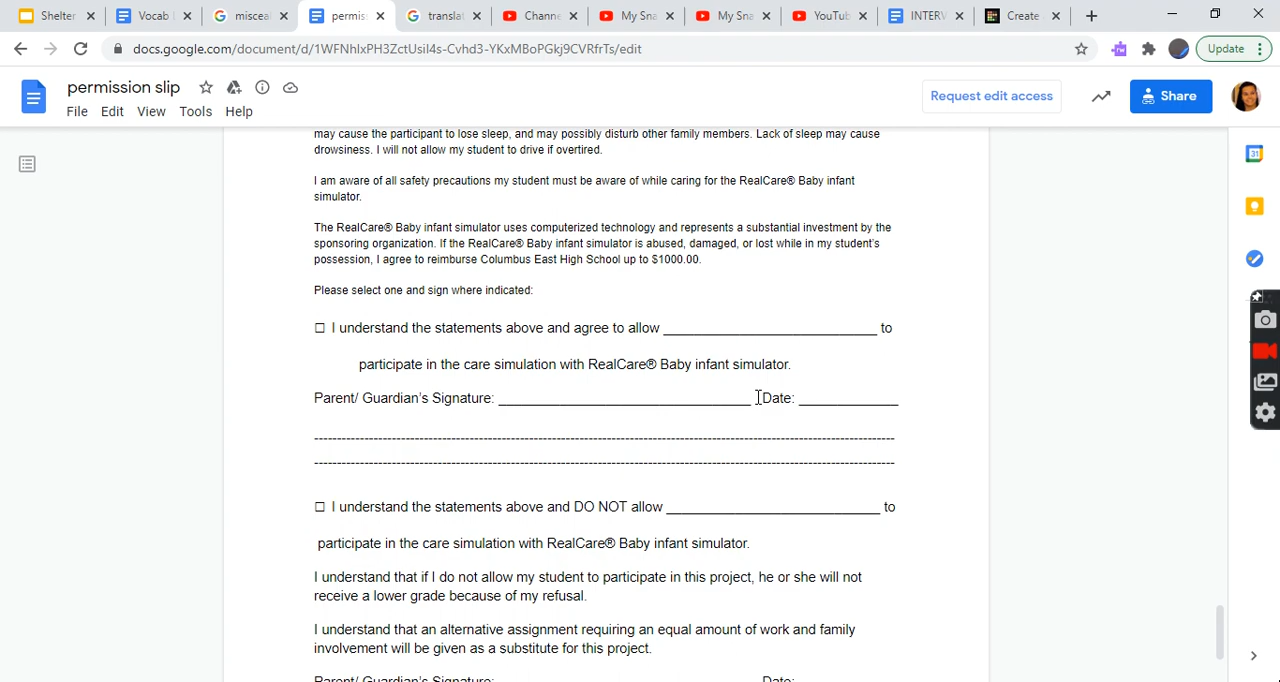 Shelter
Vocab
miscea
permis
translat
Channe
My Sna
My Sna
YouTub
INTERV
Create
docs.google.com/document/d/1WFNhlxPH3ZctUsil4s-Cvhd3-YKxMBoPGkj9CVRfrTs/edit
Update
permission slip
File Edit View Tools Help
Request edit access
Share
31
may cause the participant to lose sleep, and may possibly disturb other family members. Lack of sleep may cause
drowsiness. I will not allow my student to drive if overtired.
I am aware of all safety precautions my student must be aware of while caring for the RealCare® Baby infant
simulator.
The RealCare® Baby infant simulator uses computerized technology and represents a substantial investment by the
sponsoring organization. If the RealCare® Baby infant simulator is abused, damaged, or lost while in my student's
possession, I agree to reimburse Columbus East High School up to $1000.00.
Please select one and sign where indicated:
☐ I understand the statements above and agree to allow ___________________________ to
participate in the care simulation with RealCare® Baby infant simulator.
Parent/ Guardian's Signature: ________________________________ Date: ____________
--------------------------------------------------------------------------------------------------------------------------------
--------------------------------------------------------------------------------------------------------------------------------
☐ I understand the statements above and DO NOT allow ___________________________ to
participate in the care simulation with RealCare® Baby infant simulator.
I understand that if I do not allow my student to participate in this project, he or she will not
receive a lower grade because of my refusal.
I understand that an alternative assignment requiring an equal amount of work and family
involvement will be given as a substitute for this project.
Parent/ Guardian's Signature: Date: